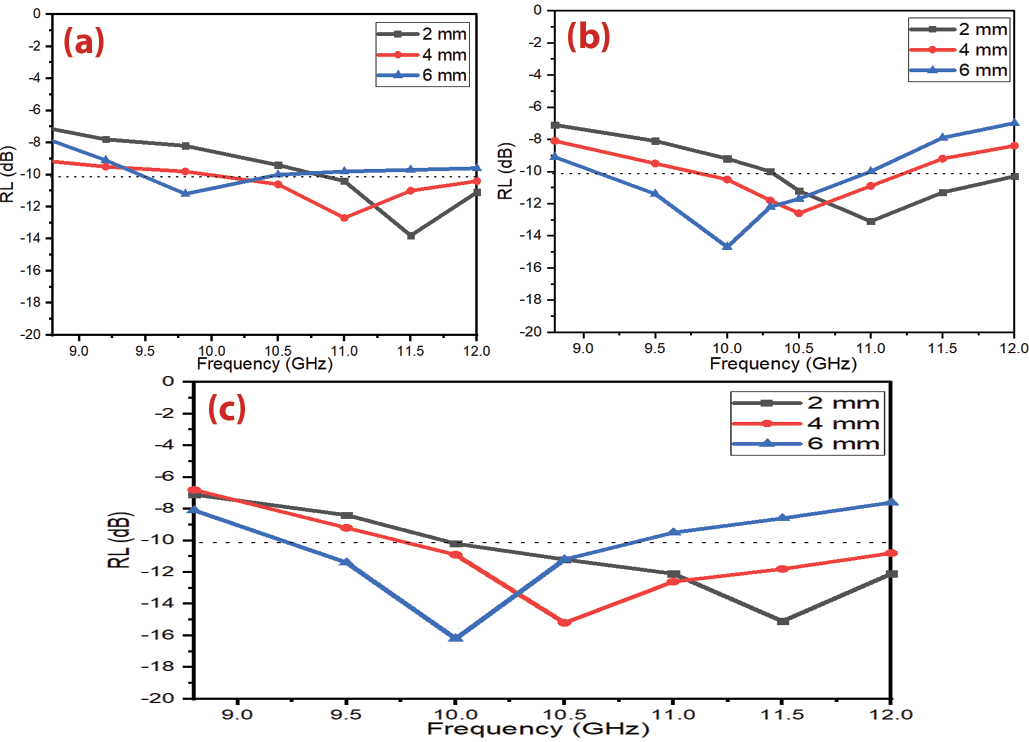 (a)
2 mm
4 mm
6 mm
RL (dB)
0
-2
-4
-6
-8
-10
-12
-14
-16
-18
-20
9.0 9.5 10.0 10.5 11.0 11.5 12.0
Frequency (GHz)
(b)
2 mm
4 mm
6 mm
RL (dB)
0
-2
-4
-6
-8
-10
-12
-14
-16
-18
-20
9.0 9.5 10.0 10.5 11.0 11.5 12.0
Frequency (GHz)
(c)
2 mm
4 mm
6 mm
RL (dB)
0
-2
-4
-6
-8
-10
-12
-14
-16
-18
-20
9.0 9.5 10.0 10.5 11.0 11.5 12.0
Frequency (GHz)